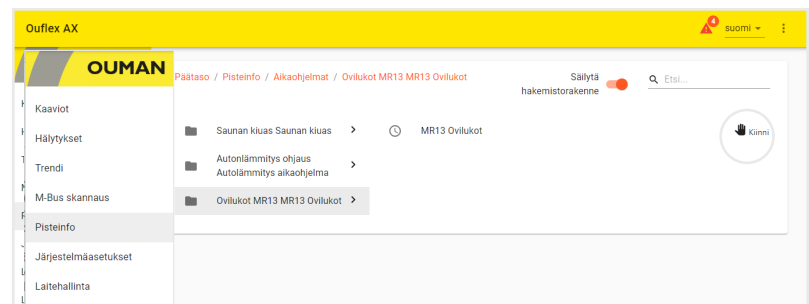 Ouflex AX
4
suomi
OUMAN
Päätaso / Pisteinfo / Aikaohjelmat / Ovilukot MR13 MR13 Ovilukot
Säilytä
hakemistorakenne
Etsi...
Kaaviot
Hälytykset
Trendi
M-Bus skannaus
Pisteinfo
Järjestelmäasetukset
Laitehallinta
Saunan kiuas Saunan kiuas
Autonlämmitys ohjaus
Autolämmitys aikaohjelma
Ovilukot MR13 MR13 Ovilukot
MR13 Ovilukot
Kiinni